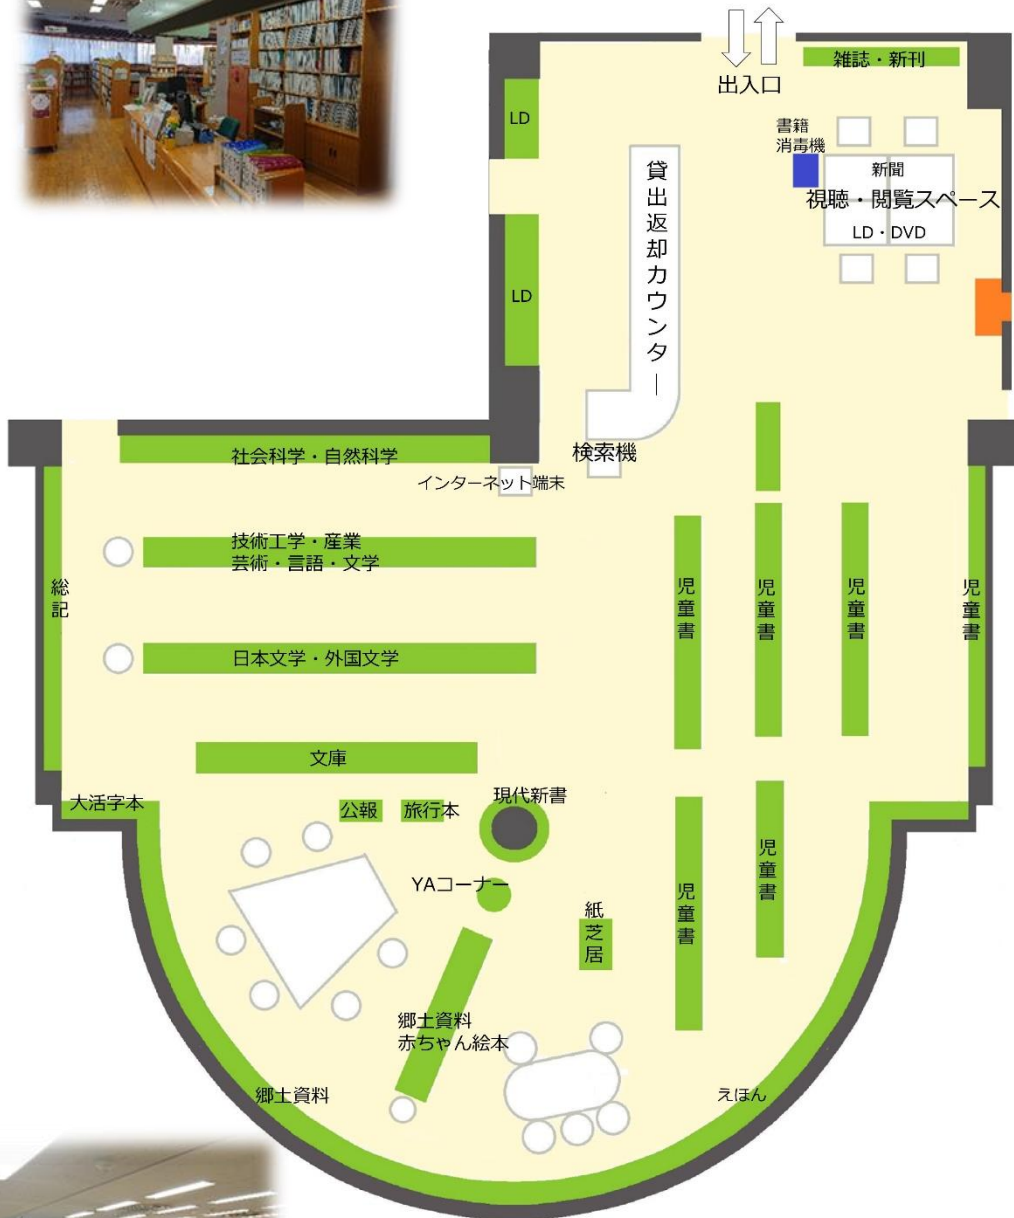 雑誌・新刊
出入口
LD
書籍
消毒機
新聞
視聴・閲覧スペース
LD・DVD
貸出返却カウンター
LD
検索機
社会科学・自然科学
インターネット端末
技術工学・産業
芸術・言語・文学
総記
児童書
児童書
児童書
児童書
日本文学・外国文学
文庫
大活字本
公報
旅行本
現代新書
YAコーナー
児童書
児童書
紙芝居
郷土資料
赤ちゃん絵本
郷土資料
えほん